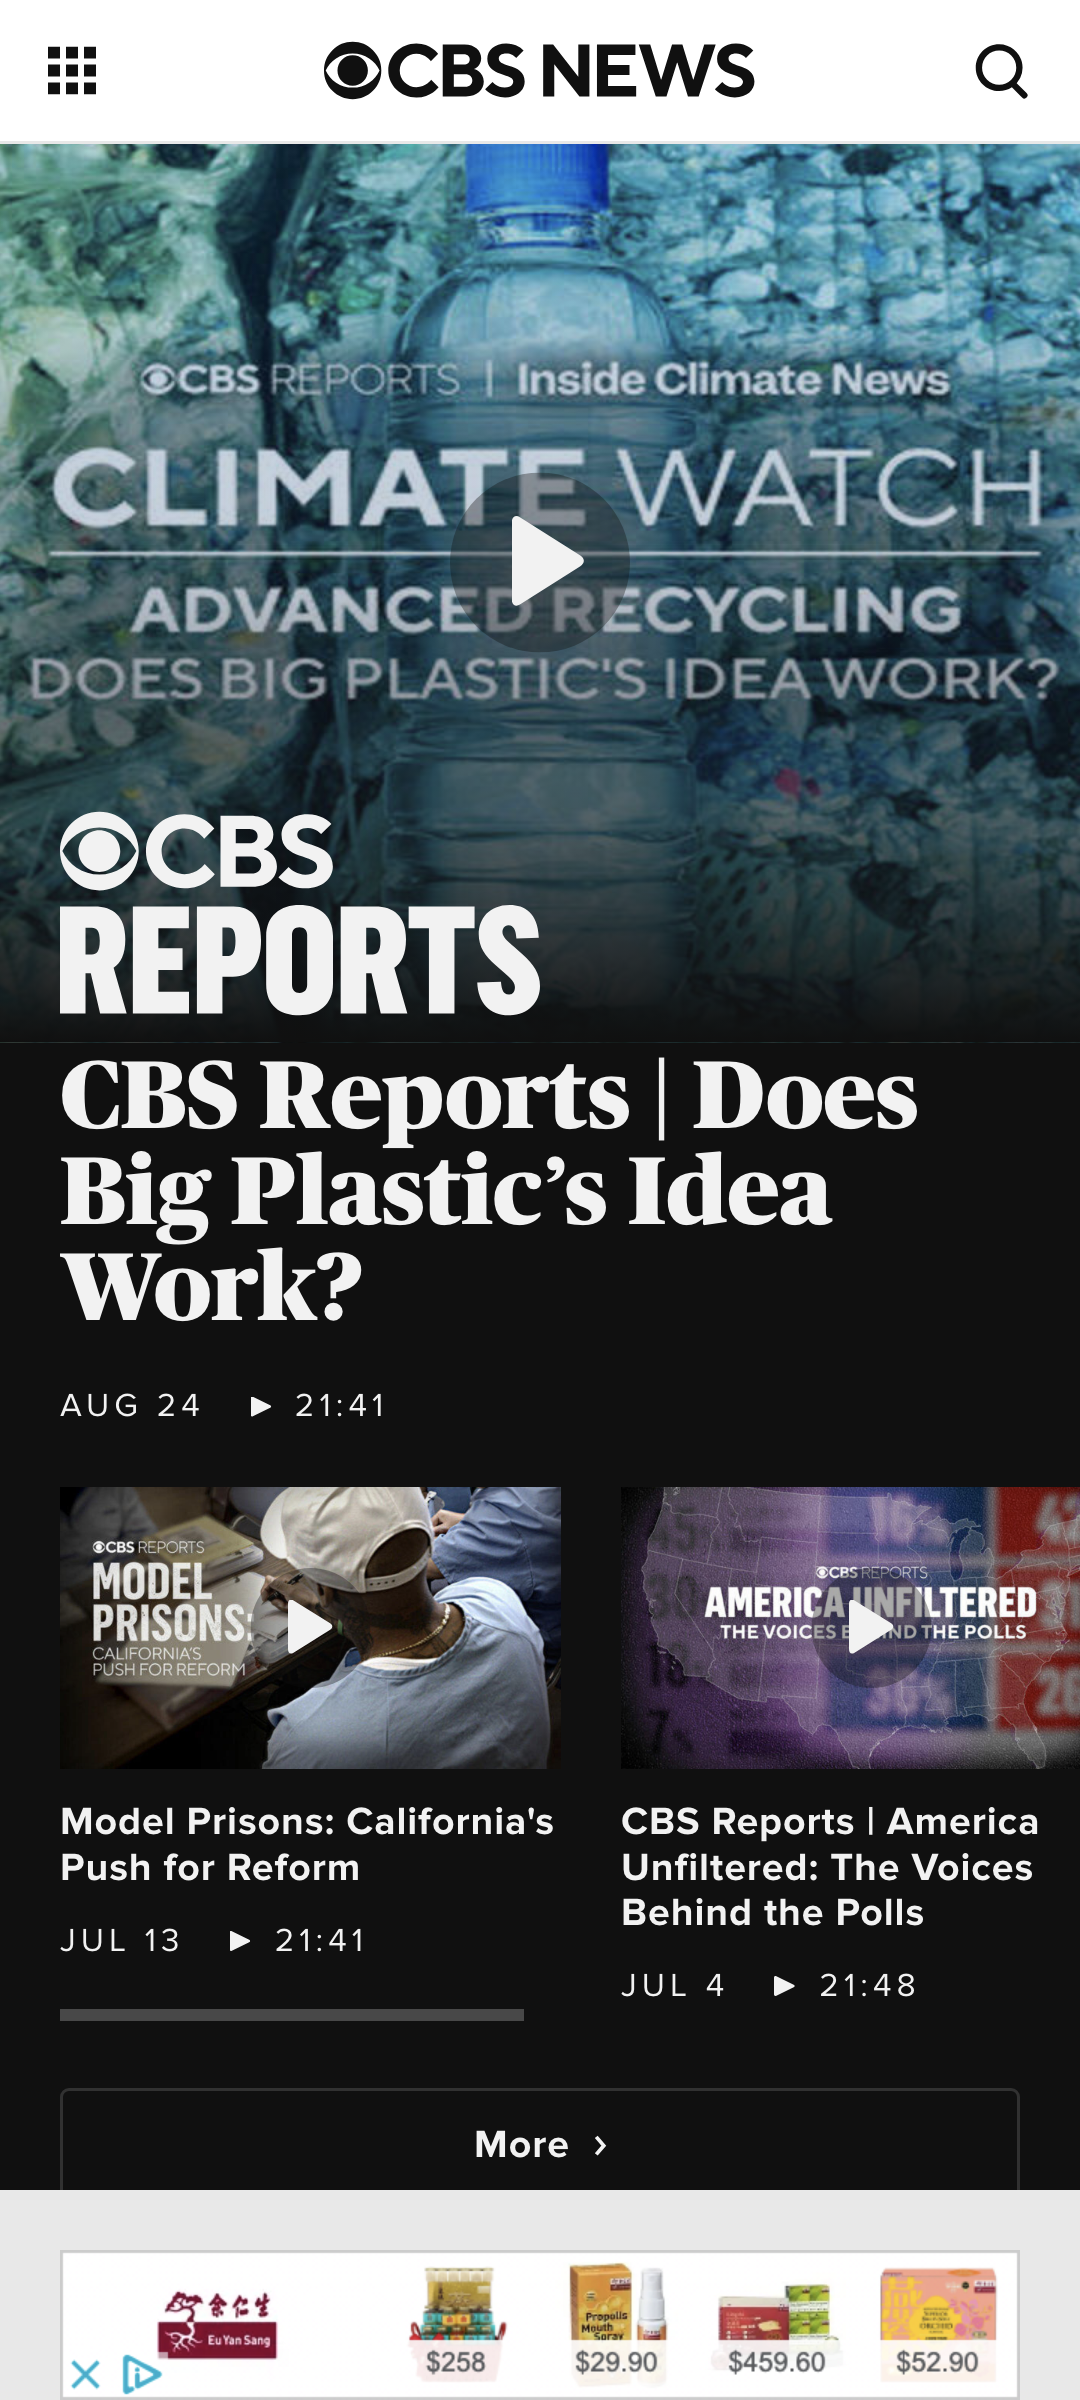 CBS NEWS
CBS REPORTS | Inside Climate News
CLIMATE WATCH
ADVANCED RECYCLING
DOES BIG PLASTIC'S IDEA WORK?
CBS
REPORTS
CBS Reports | Does
Big Plastic’s Idea
Work?
AUG 24 21:41
CBS REPORTS
MODEL
PRISONS:
CALIFORNIA'S
PUSH FOR REFORM
Model Prisons: California's
Push for Reform
JUL 13 21:41
CBS REPORTS
AMERICA UNFILTERED
THE VOICES BEHIND THE POLLS
CBS Reports | America
Unfiltered: The Voices
Behind the Polls
JUL 4 21:48
More
余仁生
Eu Yan Sang
Propolis
Mouth
Spray
$258 $29.90 $459.60 $52.90